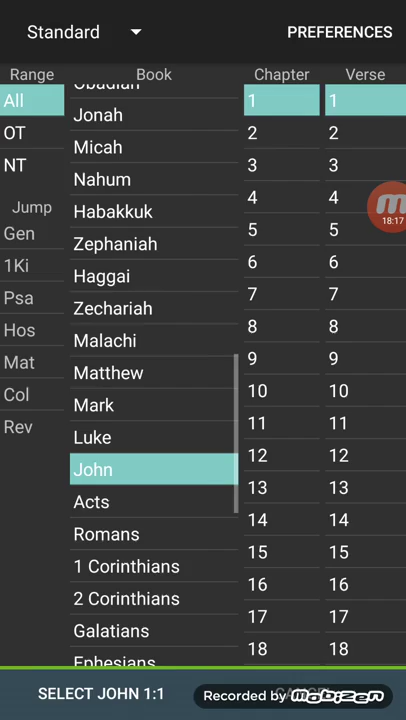 Standard
PREFERENCES
Range Book Chapter Verse
All
OT
NT
Jump
Gen
1Ki
Psa
Hos
Mat
Col
Rev
Obadiah
Jonah
Micah
Nahum
Habakkuk
Zephaniah
Haggai
Zechariah
Malachi
Matthew
Mark
Luke
John
Acts
Romans
1 Corinthians
2 Corinthians
Galatians
Ephesians
1
2
3
4
5
6
7
8
9
10
11
12
13
14
15
16
17
18
1
2
3
4
5
6
7
8
9
10
11
12
13
14
15
16
17
18
m
18:17
SELECT JOHN 1:1
CANCEL
Recorded by mobizen